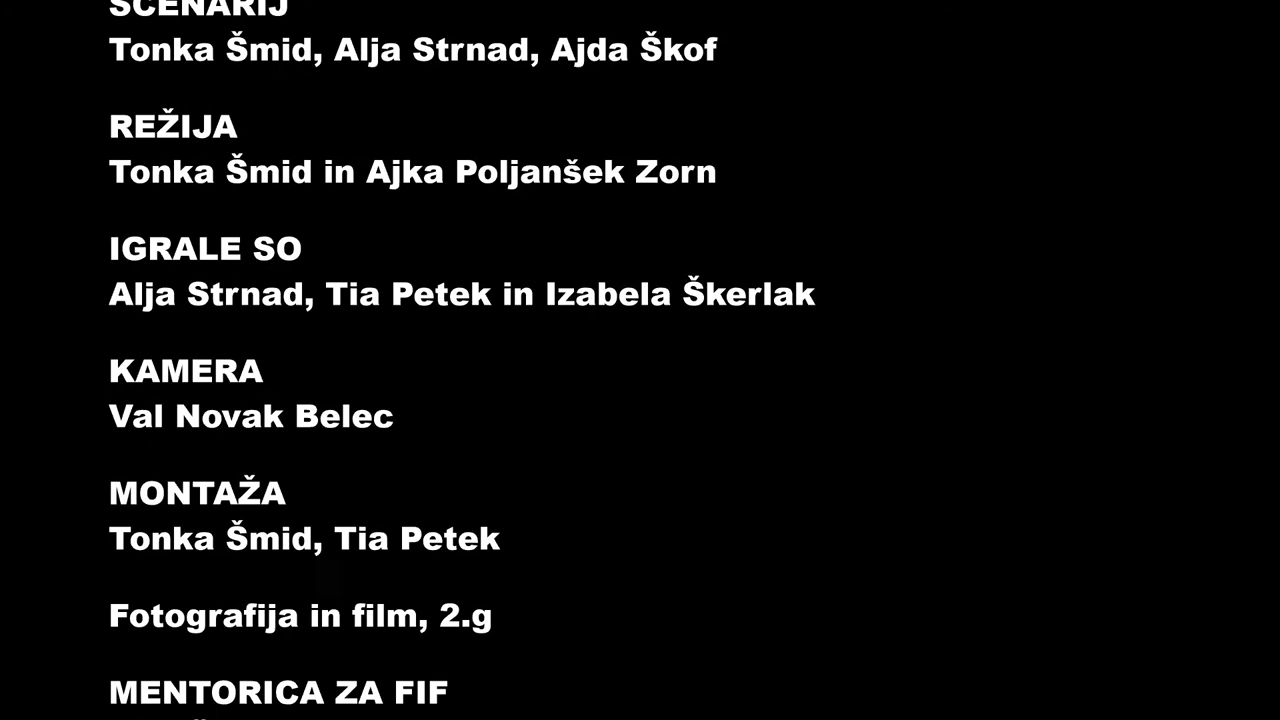 SCENARIJ
Tonka Šmid, Alja Strnad, Ajda Škof
REŽIJA
Tonka Šmid in Ajka Poljanšek Zorn
IGRALE SO
Alja Strnad, Tia Petek in Izabela Škerlak
KAMERA
Val Novak Belec
MONTAŽA
Tonka Šmid, Tia Petek
Fotografija in film, 2.g
MENTORICA ZA FIF